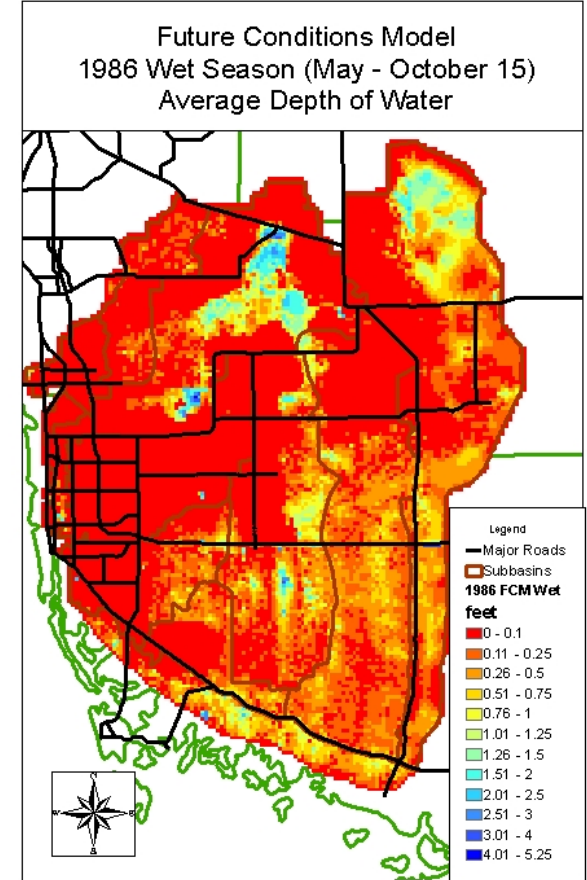 Future Conditions Model
1986 Wet Season (May - October 15)
Average Depth of Water
Legend
Major Roads
Subbasins
1986 FCM Wet
feet
0 - 0.1
0.11 - 0.25
0.26 - 0.5
0.51 - 0.75
0.76 - 1
1.01 - 1.25
1.26 - 1.5
1.51 - 2
2.01 - 2.5
2.51 - 3
3.01 - 4
4.01 - 5.25